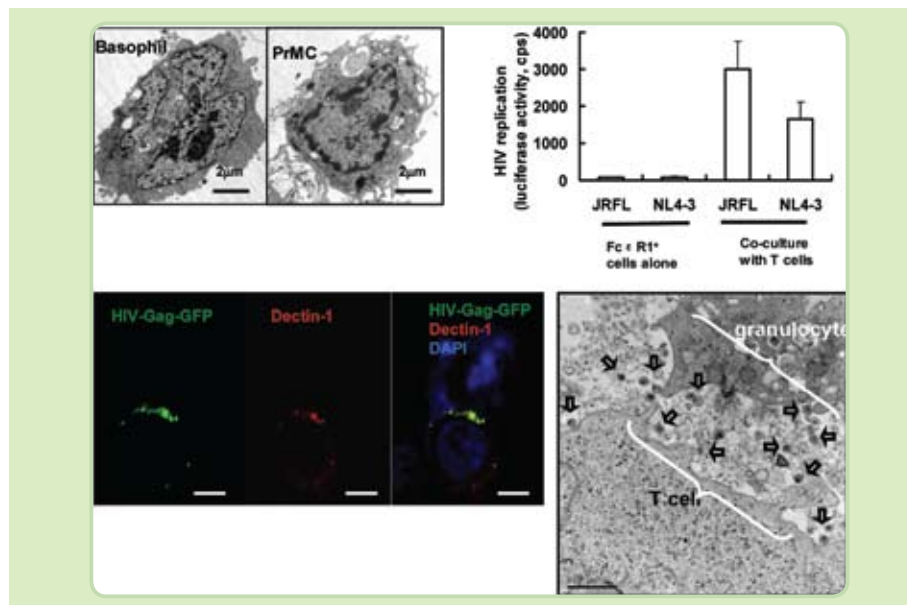 Basophil
PrMC
2μm
2μm
HIV replication
(luciferase activity, cps)
4000
3000
2000
1000
0
JRFL NL4-3 JRFL NL4-3
Fc ε R1⁺
cells alone
Co-culture
with T cells
HIV-Gag-GFP
Dectin-1
HIV-Gag-GFP
Dectin-1
DAPI
granulocyte
T cell